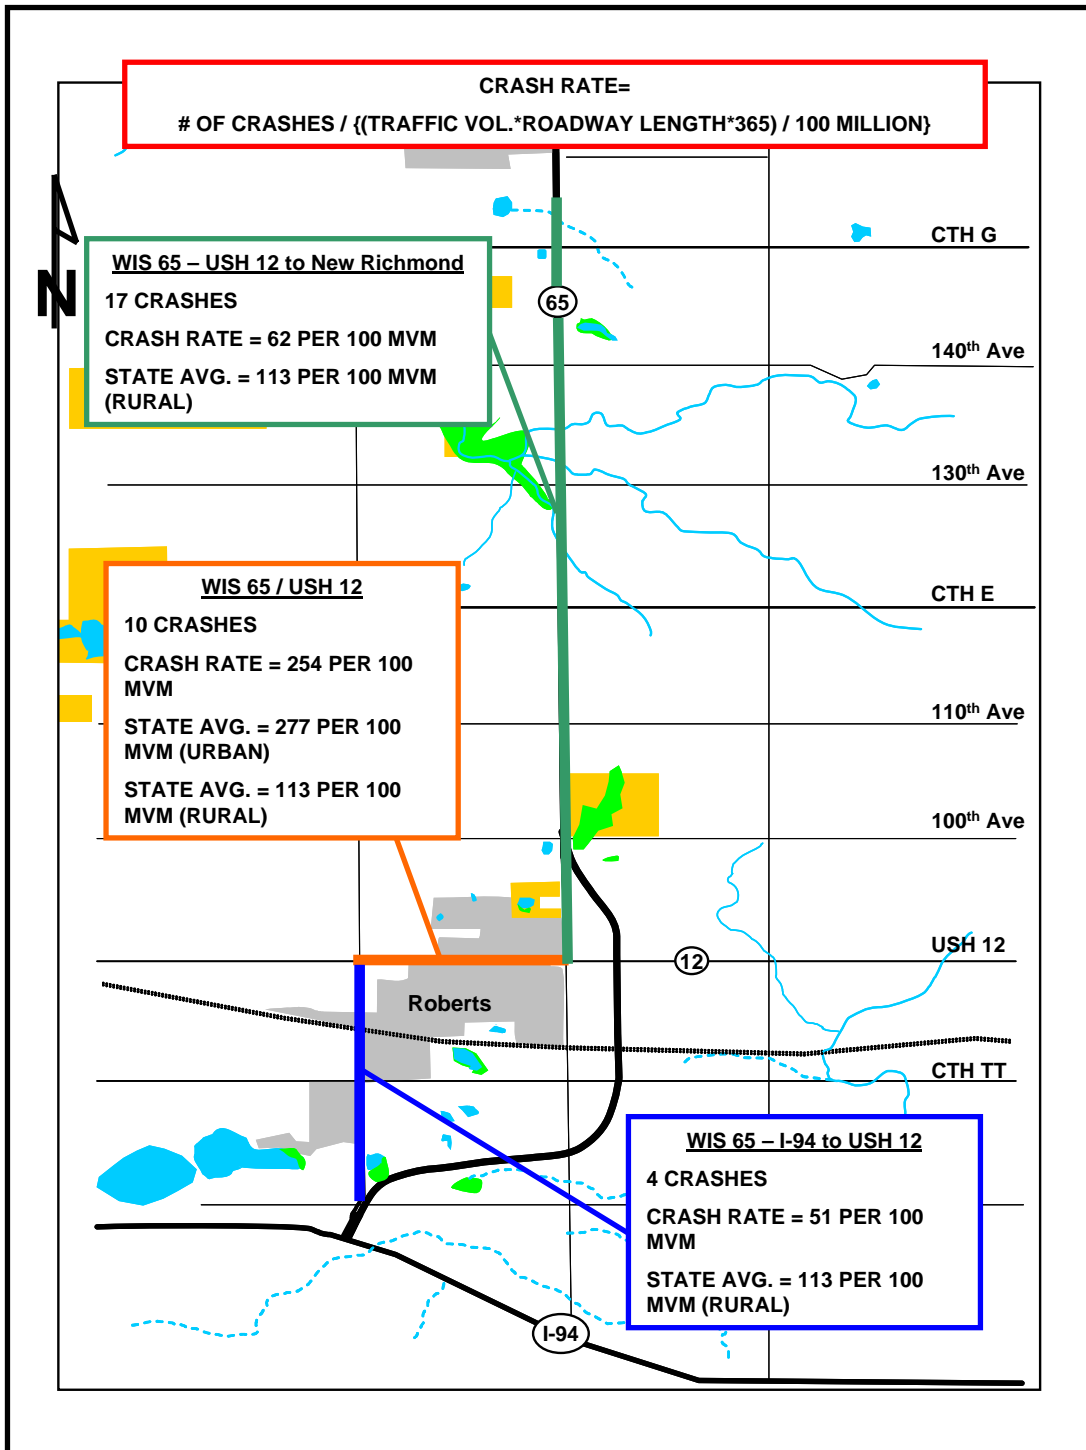 CRASH RATE=
# OF CRASHES / {(TRAFFIC VOL.*ROADWAY LENGTH*365) / 100 MILLION}
N
CTH G
WIS 65 – USH 12 to New Richmond
17 CRASHES
CRASH RATE = 62 PER 100 MVM
STATE AVG. = 113 PER 100 MVM
(RURAL)
65
140th Ave
130th Ave
WIS 65 / USH 12
10 CRASHES
CRASH RATE = 254 PER 100
MVM
STATE AVG. = 277 PER 100
MVM (URBAN)
STATE AVG. = 113 PER 100
MVM (RURAL)
CTH E
110th Ave
100th Ave
USH 12
12
Roberts
CTH TT
WIS 65 – I-94 to USH 12
4 CRASHES
CRASH RATE = 51 PER 100
MVM
STATE AVG. = 113 PER 100
MVM (RURAL)
I-94